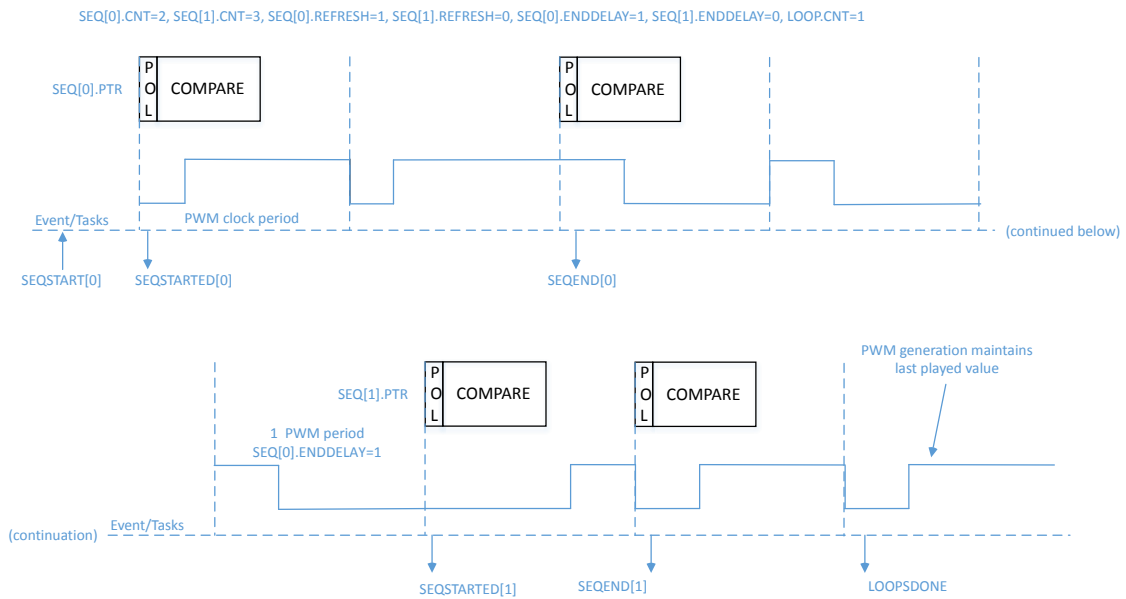 SEQ[0].CNT=2, SEQ[1].CNT=3, SEQ[0].REFRESH=1, SEQ[1].REFRESH=0, SEQ[0].ENDDELAY=1, SEQ[1].ENDDELAY=0, LOOP.CNT=1
SEQ[0].PTR
P
O
L
COMPARE
P
O
L
COMPARE
Event/Tasks
PWM clock period
(continued below)
SEQSTART[0]
SEQSTARTED[0]
SEQEND[0]
PWM generation maintains
last played value
SEQ[1].PTR
P
O
L
COMPARE
P
O
L
COMPARE
1 PWM period
SEQ[0].ENDDELAY=1
(continuation)
Event/Tasks
SEQSTARTED[1]
SEQEND[1]
LOOPSDONE